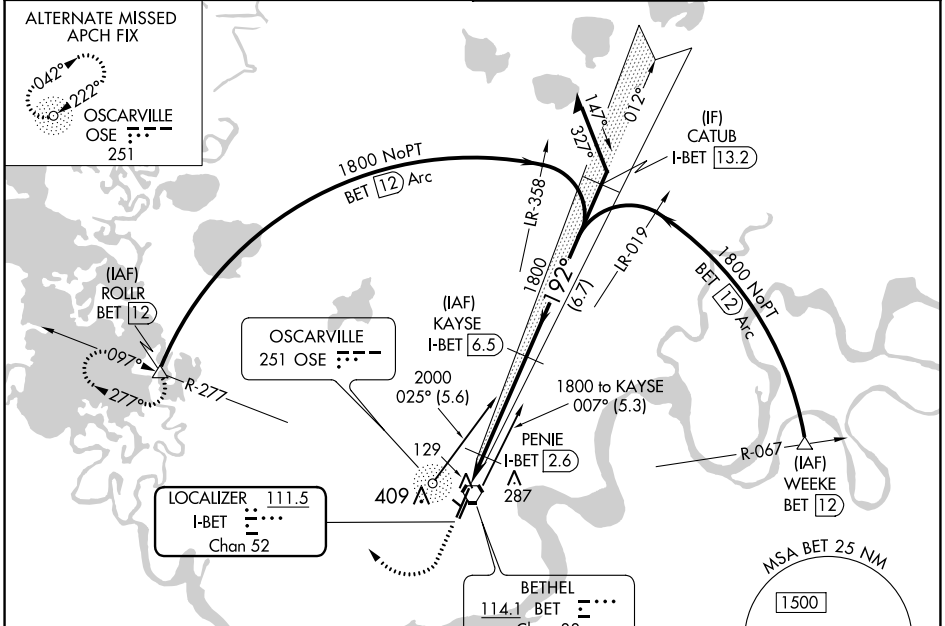 ALTERNATE MISSED
APCH FIX
042°
222°
OSCARVILLE
OSE
251
1800 NoPT
BET 12 Arc
LR-358
147°
327°
012°
(IF)
CATUB
I-BET 13.2
1800
192°
(6.7)
LR-019
1800 NoPT
BET 12 Arc
(IAF)
ROLLR
BET 12
097°
277°
R-277
(IAF)
KAYSE
I-BET 6.5
OSCARVILLE
251 OSE
2000
025° (5.6)
1800 to KAYSE
007° (5.3)
PENIE
I-BET 2.6
129
409
287
R-067
(IAF)
WEEKE
BET 12
LOCALIZER 111.5
I-BET
Chan 52
BETHEL
114.1 BET
MSA BET 25 NM
1500